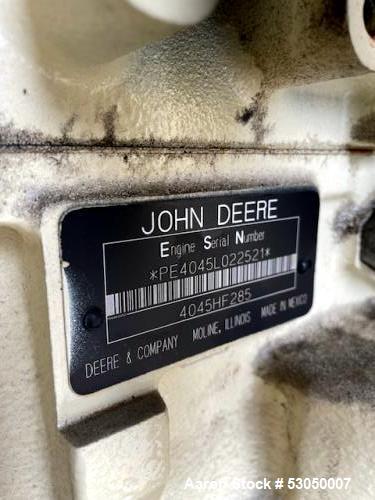 JOHN DEERE
Engine Serial Number
*PE4045L022521*
4045HF285
DEERE & COMPANY MOLINE, ILLINOIS MADE IN MEXICO
Aaron Stock # 53050007